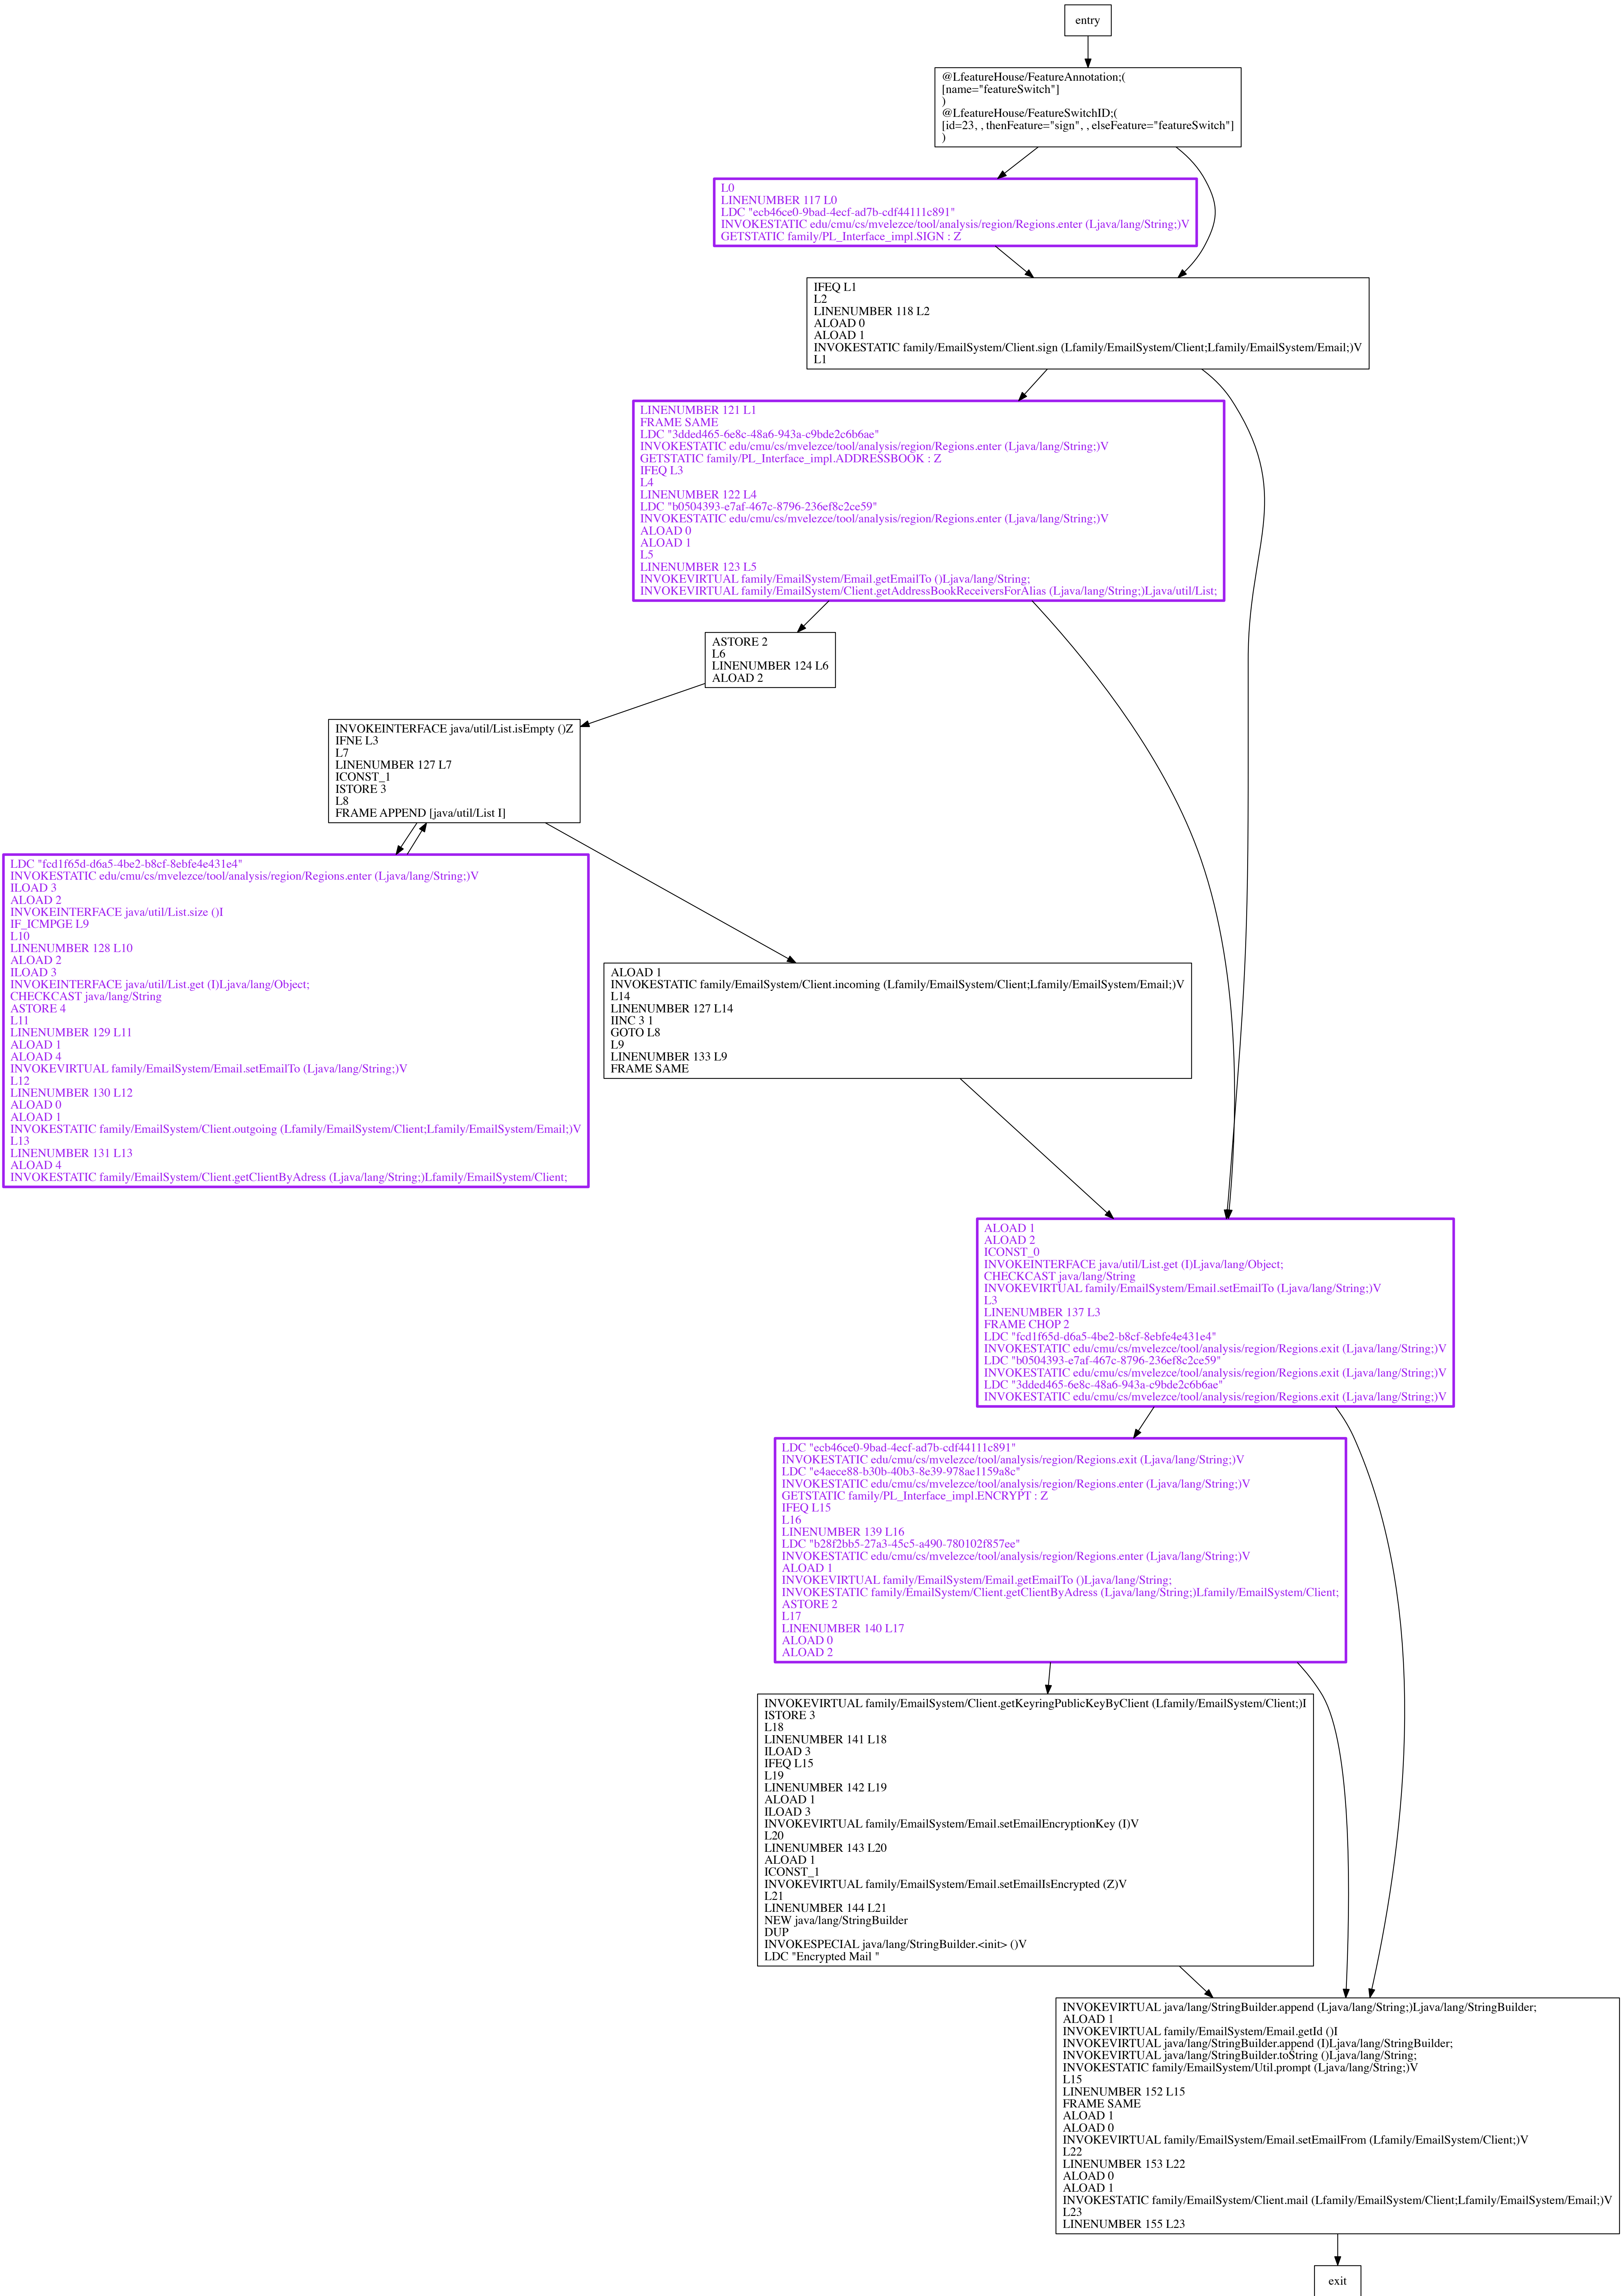 entry
@LfeatureHouse/FeatureAnnotation;(
[name="featureSwitch"]
)
@LfeatureHouse/FeatureSwitchID;(
[id=23, , thenFeature="sign", , elseFeature="featureSwitch"]
)
L0
LINENUMBER 117 L0
LDC "ecb46ce0-9bad-4ecf-ad7b-cdf44111c891"
INVOKESTATIC edu/cmu/cs/mvelezce/tool/analysis/region/Regions.enter (Ljava/lang/String;)V
GETSTATIC family/PL_Interface_impl.SIGN : Z
IFEQ L1
L2
LINENUMBER 118 L2
ALOAD 0
ALOAD 1
INVOKESTATIC family/EmailSystem/Client.sign (Lfamily/EmailSystem/Client;Lfamily/EmailSystem/Email;)V
L1
LINENUMBER 121 L1
FRAME SAME
LDC "3dded465-6e8c-48a6-943a-c9bde2c6b6ae"
INVOKESTATIC edu/cmu/cs/mvelezce/tool/analysis/region/Regions.enter (Ljava/lang/String;)V
GETSTATIC family/PL_Interface_impl.ADDRESSBOOK : Z
IFEQ L3
L4
LINENUMBER 122 L4
LDC "b0504393-e7af-467c-8796-236ef8c2ce59"
INVOKESTATIC edu/cmu/cs/mvelezce/tool/analysis/region/Regions.enter (Ljava/lang/String;)V
ALOAD 0
ALOAD 1
L5
LINENUMBER 123 L5
INVOKEVIRTUAL family/EmailSystem/Email.getEmailTo ()Ljava/lang/String;
INVOKEVIRTUAL family/EmailSystem/Client.getAddressBookReceiversForAlias (Ljava/lang/String;)Ljava/util/List;
ASTORE 2
L6
LINENUMBER 124 L6
ALOAD 2
INVOKEINTERFACE java/util/List.isEmpty ()Z
IFNE L3
L7
LINENUMBER 127 L7
ICONST_1
ISTORE 3
L8
FRAME APPEND [java/util/List I]
LDC "fcd1f65d-d6a5-4be2-b8cf-8ebfe4e431e4"
INVOKESTATIC edu/cmu/cs/mvelezce/tool/analysis/region/Regions.enter (Ljava/lang/String;)V
ILOAD 3
ALOAD 2
INVOKEINTERFACE java/util/List.size ()I
IF_ICMPGE L9
L10
LINENUMBER 128 L10
ALOAD 2
ILOAD 3
INVOKEINTERFACE java/util/List.get (I)Ljava/lang/Object;
CHECKCAST java/lang/String
ASTORE 4
L11
LINENUMBER 129 L11
ALOAD 1
ALOAD 4
INVOKEVIRTUAL family/EmailSystem/Email.setEmailTo (Ljava/lang/String;)V
L12
LINENUMBER 130 L12
ALOAD 0
ALOAD 1
INVOKESTATIC family/EmailSystem/Client.outgoing (Lfamily/EmailSystem/Client;Lfamily/EmailSystem/Email;)V
L13
LINENUMBER 131 L13
ALOAD 4
INVOKESTATIC family/EmailSystem/Client.getClientByAdress (Ljava/lang/String;)Lfamily/EmailSystem/Client;
ALOAD 1
INVOKESTATIC family/EmailSystem/Client.incoming (Lfamily/EmailSystem/Client;Lfamily/EmailSystem/Email;)V
L14
LINENUMBER 127 L14
IINC 3 1
GOTO L8
L9
LINENUMBER 133 L9
FRAME SAME
ALOAD 1
ALOAD 2
ICONST_0
INVOKEINTERFACE java/util/List.get (I)Ljava/lang/Object;
CHECKCAST java/lang/String
INVOKEVIRTUAL family/EmailSystem/Email.setEmailTo (Ljava/lang/String;)V
L3
LINENUMBER 137 L3
FRAME CHOP 2
LDC "fcd1f65d-d6a5-4be2-b8cf-8ebfe4e431e4"
INVOKESTATIC edu/cmu/cs/mvelezce/tool/analysis/region/Regions.exit (Ljava/lang/String;)V
LDC "b0504393-e7af-467c-8796-236ef8c2ce59"
INVOKESTATIC edu/cmu/cs/mvelezce/tool/analysis/region/Regions.exit (Ljava/lang/String;)V
LDC "3dded465-6e8c-48a6-943a-c9bde2c6b6ae"
INVOKESTATIC edu/cmu/cs/mvelezce/tool/analysis/region/Regions.exit (Ljava/lang/String;)V
LDC "ecb46ce0-9bad-4ecf-ad7b-cdf44111c891"
INVOKESTATIC edu/cmu/cs/mvelezce/tool/analysis/region/Regions.exit (Ljava/lang/String;)V
LDC "e4aece88-b30b-40b3-8e39-978ae1159a8c"
INVOKESTATIC edu/cmu/cs/mvelezce/tool/analysis/region/Regions.enter (Ljava/lang/String;)V
GETSTATIC family/PL_Interface_impl.ENCRYPT : Z
IFEQ L15
L16
LINENUMBER 139 L16
LDC "b28f2bb5-27a3-45c5-a490-780102f857ee"
INVOKESTATIC edu/cmu/cs/mvelezce/tool/analysis/region/Regions.enter (Ljava/lang/String;)V
ALOAD 1
INVOKEVIRTUAL family/EmailSystem/Email.getEmailTo ()Ljava/lang/String;
INVOKESTATIC family/EmailSystem/Client.getClientByAdress (Ljava/lang/String;)Lfamily/EmailSystem/Client;
ASTORE 2
L17
LINENUMBER 140 L17
ALOAD 0
ALOAD 2
INVOKEVIRTUAL family/EmailSystem/Client.getKeyringPublicKeyByClient (Lfamily/EmailSystem/Client;)I
ISTORE 3
L18
LINENUMBER 141 L18
ILOAD 3
IFEQ L15
L19
LINENUMBER 142 L19
ALOAD 1
ILOAD 3
INVOKEVIRTUAL family/EmailSystem/Email.setEmailEncryptionKey (I)V
L20
LINENUMBER 143 L20
ALOAD 1
ICONST_1
INVOKEVIRTUAL family/EmailSystem/Email.setEmailIsEncrypted (Z)V
L21
LINENUMBER 144 L21
NEW java/lang/StringBuilder
DUP
INVOKESPECIAL java/lang/StringBuilder.<init> ()V
LDC "Encrypted Mail "
INVOKEVIRTUAL java/lang/StringBuilder.append (Ljava/lang/String;)Ljava/lang/StringBuilder;
ALOAD 1
INVOKEVIRTUAL family/EmailSystem/Email.getId ()I
INVOKEVIRTUAL java/lang/StringBuilder.append (I)Ljava/lang/StringBuilder;
INVOKEVIRTUAL java/lang/StringBuilder.toString ()Ljava/lang/String;
INVOKESTATIC family/EmailSystem/Util.prompt (Ljava/lang/String;)V
L15
LINENUMBER 152 L15
FRAME SAME
ALOAD 1
ALOAD 0
INVOKEVIRTUAL family/EmailSystem/Email.setEmailFrom (Lfamily/EmailSystem/Client;)V
L22
LINENUMBER 153 L22
ALOAD 0
ALOAD 1
INVOKESTATIC family/EmailSystem/Client.mail (Lfamily/EmailSystem/Client;Lfamily/EmailSystem/Email;)V
L23
LINENUMBER 155 L23
exit